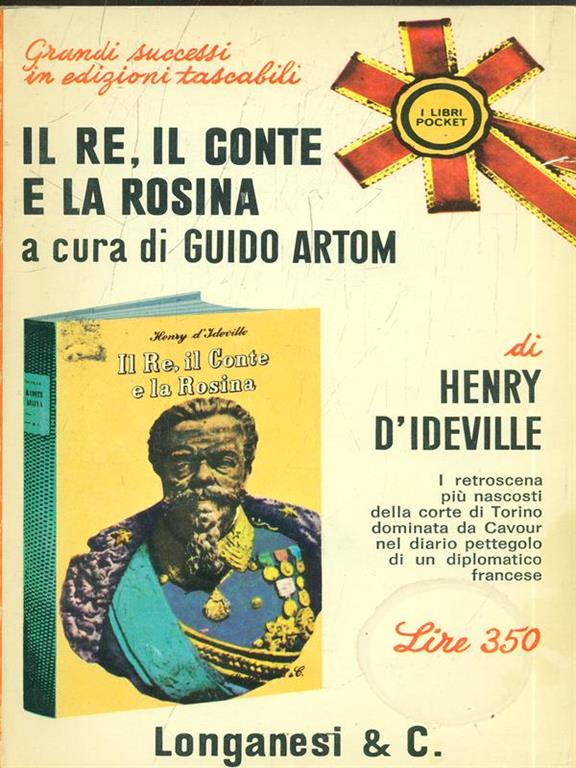 Grandi successi
in edizioni tascabili
I LIBRI
POCKET
IL RE, IL CONTE
E LA ROSINA
a cura di GUIDO ARTOM
Henry d'Ideville
Il Re, il Conte
e la Rosina
di
HENRY
D'IDEVILLE
I retroscena
più nascosti
della corte di Torino
dominata da Cavour
nel diario pettegolo
di un diplomatico
francese
Lire 350
Longanesi & C.